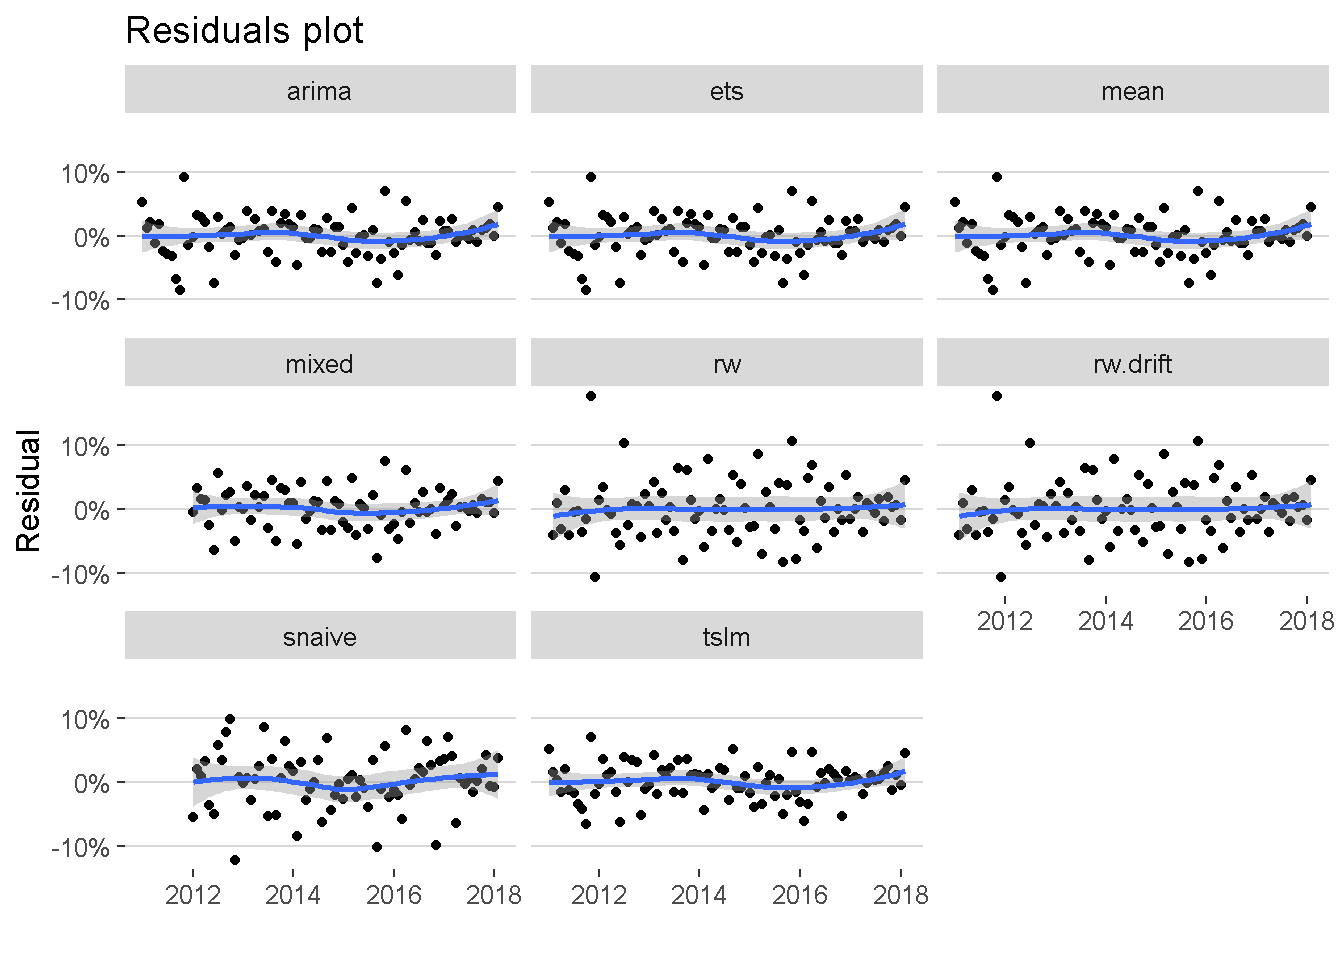 Residuals plot
arima
ets
mean
10%
0%
-10%
mixed
rw
rw.drift
Residual
10%
0%
-10%
2012 2014 2016 2018
snaive
tslm
10%
0%
-10%
2012 2014 2016 2018
2012 2014 2016 2018